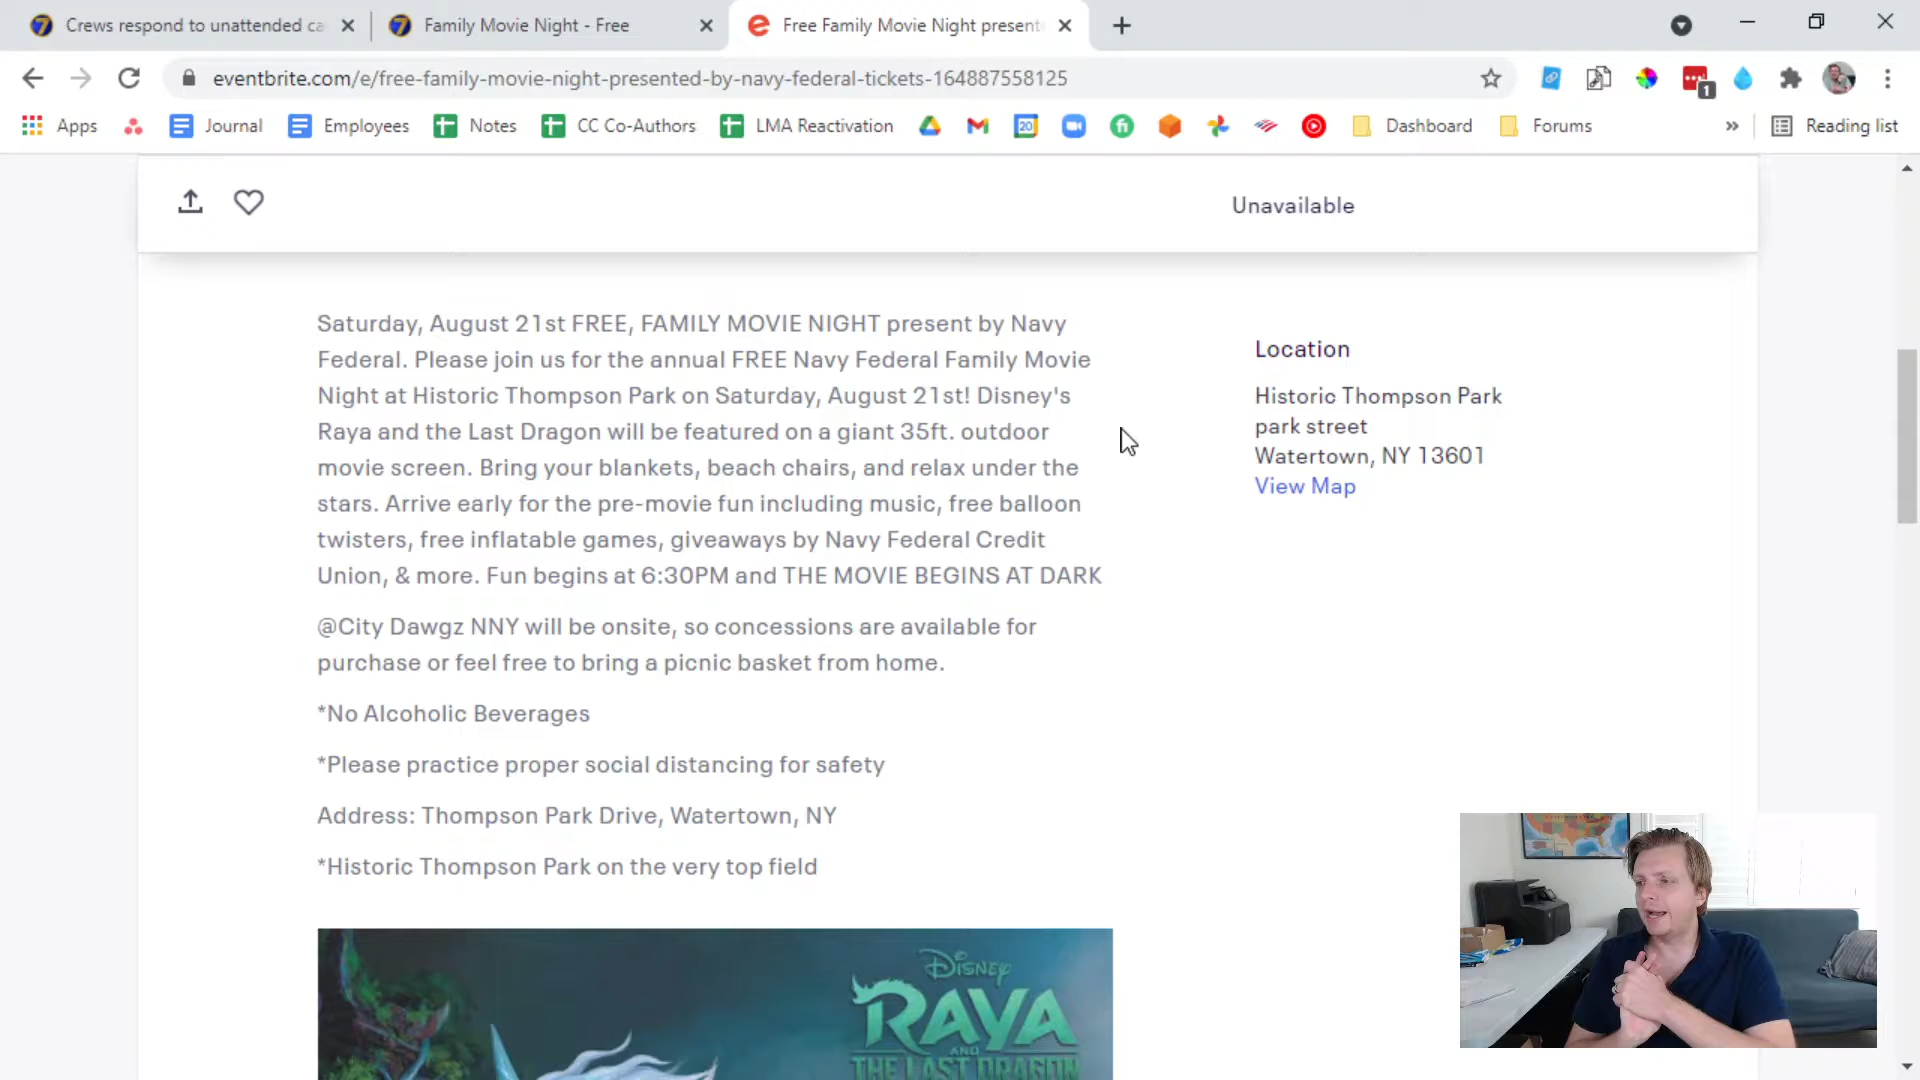 Crews respond to unattended ca
Family Movie Night - Free
Free Family Movie Night present
eventbrite.com/e/free-family-movie-night-presented-by-navy-federal-tickets-164887558125
1
Apps
Journal
Employees
Notes
CC Co-Authors
LMA Reactivation
20
Dashboard
Forums
»
Reading list
Unavailable
Saturday, August 21st FREE, FAMILY MOVIE NIGHT present by Navy
Federal. Please join us for the annual FREE Navy Federal Family Movie
Night at Historic Thompson Park on Saturday, August 21st! Disney's
Raya and the Last Dragon will be featured on a giant 35ft. outdoor
movie screen. Bring your blankets, beach chairs, and relax under the
stars. Arrive early for the pre-movie fun including music, free balloon
twisters, free inflatable games, giveaways by Navy Federal Credit
Union, & more. Fun begins at 6:30PM and THE MOVIE BEGINS AT DARK
@City Dawgz NNY will be onsite, so concessions are available for
purchase or feel free to bring a picnic basket from home.
*No Alcoholic Beverages
*Please practice proper social distancing for safety
Address: Thompson Park Drive, Watertown, NY
*Historic Thompson Park on the very top field
Location
Historic Thompson Park
park street
Watertown, NY 13601
View Map
DISNEY
RAYA
AND
THE LAST DRAGON